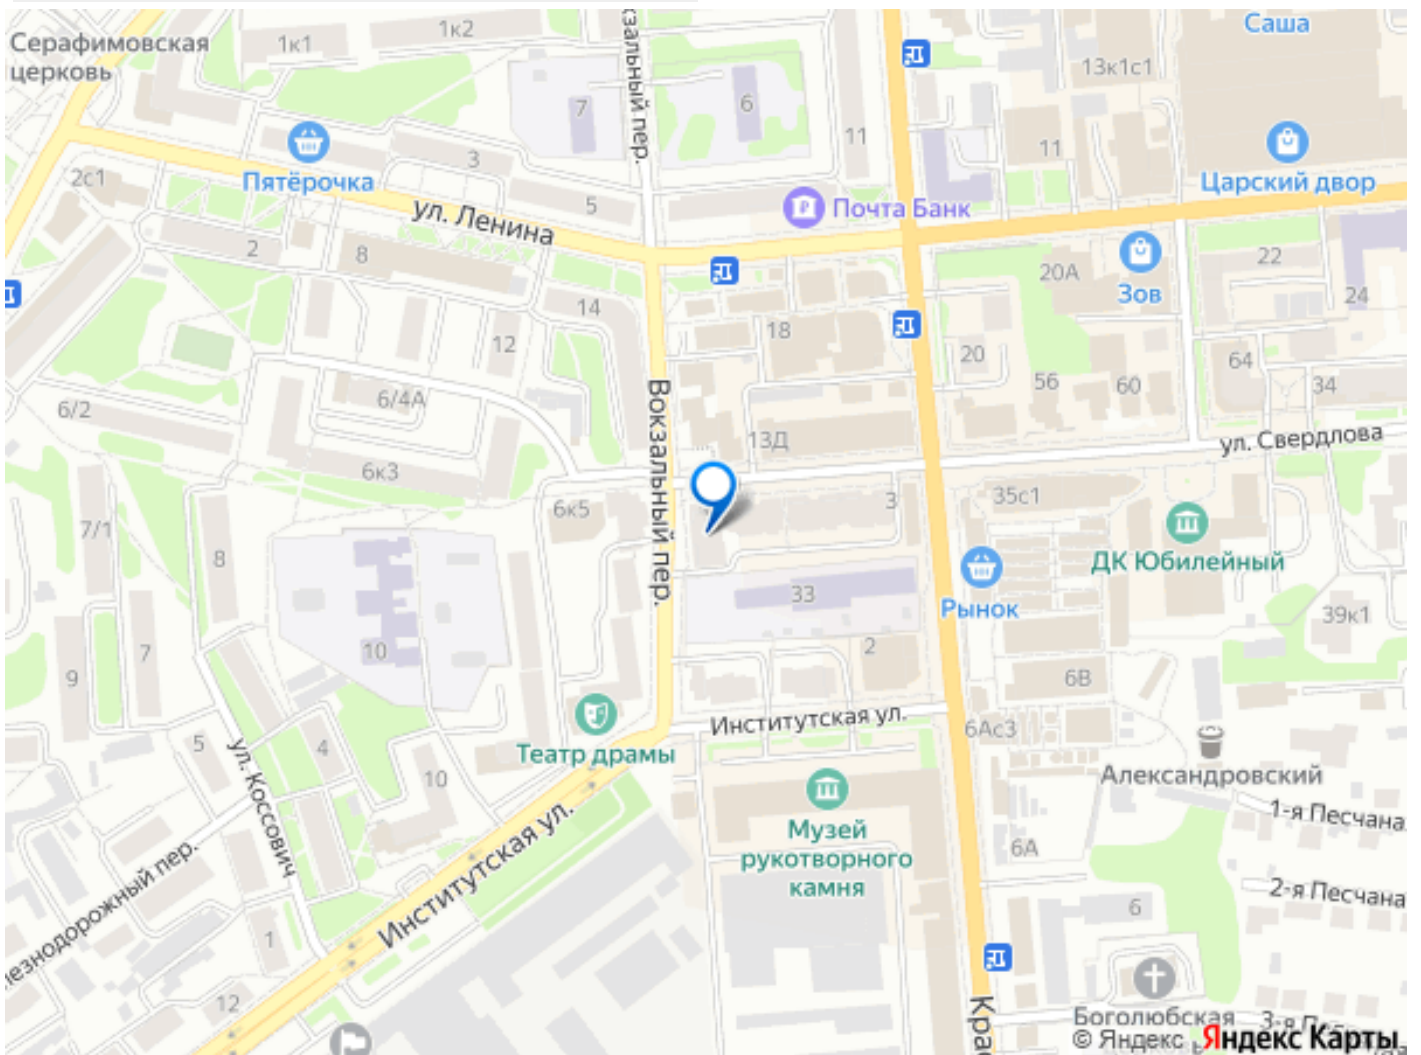 Серафимовская
церковь
1к1
1к2
7
6
11
13к1с1
11
Саша
Царский двор
2с1
Пятёрочка
3
5
ул. Ленина
Почта Банк
2
8
14
12
18
20А
Зов
22
24
20
56
60
64
34
6/2
6/4А
6к3
Вокзальный пер.
13Д
ул. Свердлова
7/1
8
6к5
3
35с1
ДК Юбилейный
Рынок
33
39к1
9
7
10
2
6В
5
4
10
Театр драмы
Институтская ул.
6Ас3
Александровский
ул. Коссович
Музей
рукотворного
камня
6А
1-я Песчана
2-я Песчана
Институтская ул.
1
12
6
Боголюбская
© Яндекс Яндекс Карты